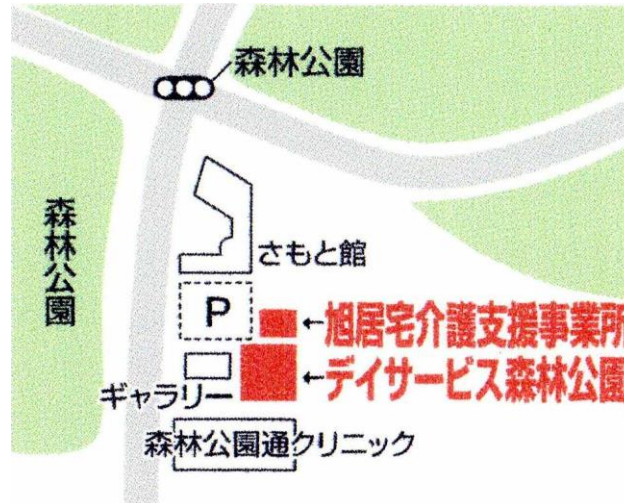 森林公園
森林公園
さもと館
P
←旭居宅介護支援事業所
←デイサービス森林公園
ギャラリー
森林公園通クリニック